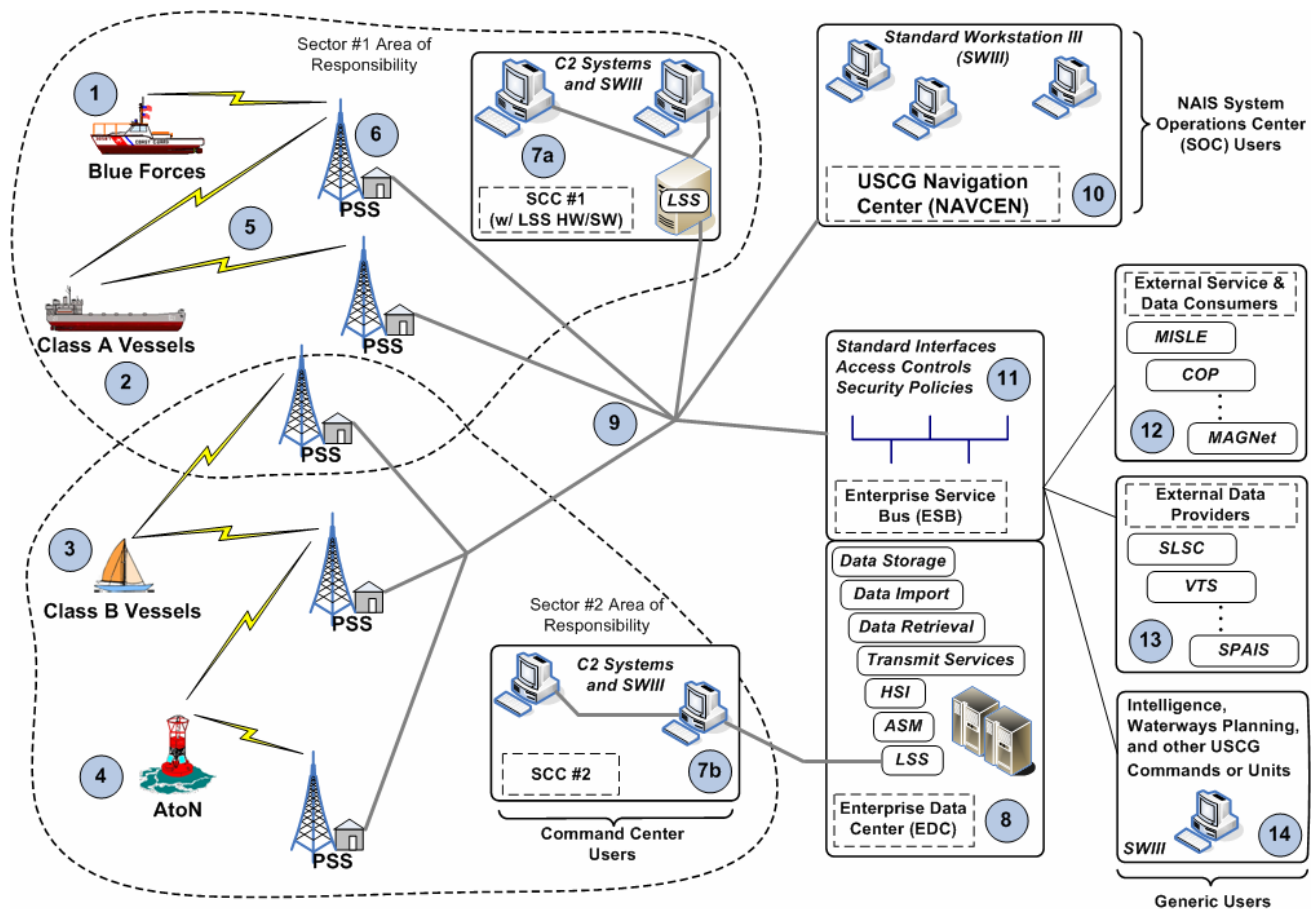 Sector #1 Area of
Responsibility
1
Blue Forces
6
PSS
5
PSS
Class A Vessels
2
C2 Systems
and SWIII
7a
SCC #1
(w/ LSS HW/SW)
LSS
Standard Workstation III
(SWIII)
USCG Navigation
Center (NAVCEN)
10
NAIS System
Operations Center
(SOC) Users
PSS
9
3
Class B Vessels
PSS
4
AtoN
PSS
Sector #2 Area of
Responsibility
C2 Systems
and SWIII
SCC #2
7b
Command Center
Users
Standard Interfaces
Access Controls
Security Policies
11
Enterprise Service
Bus (ESB)
Data Storage
Data Import
Data Retrieval
Transmit Services
HSI
ASM
LSS
Enterprise Data
Center (EDC)
8
External Service &
Data Consumers
MISLE
COP
12
MAGNet
External Data
Providers
SLSC
VTS
13
SPAIS
Intelligence,
Waterways Planning,
and other USCG
Commands or Units
SWIII
14
Generic Users